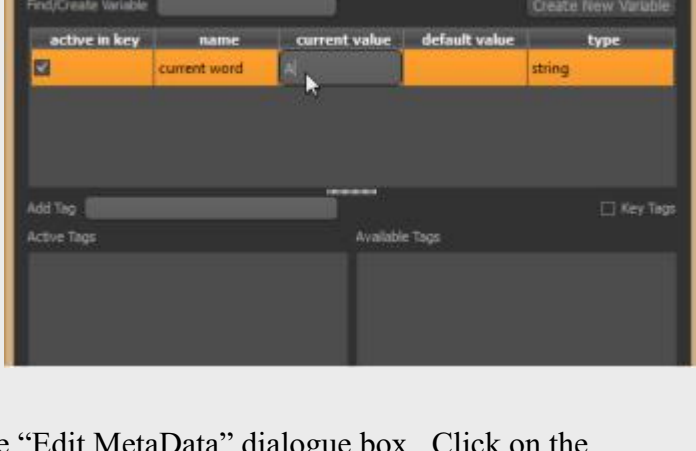 Find/Create Variable Create New Variable
active in key name current value default value type
current word A string
Add Tag Key Tags
Active Tags Available Tags
“Edit MetaData” dialogue box. Click on the